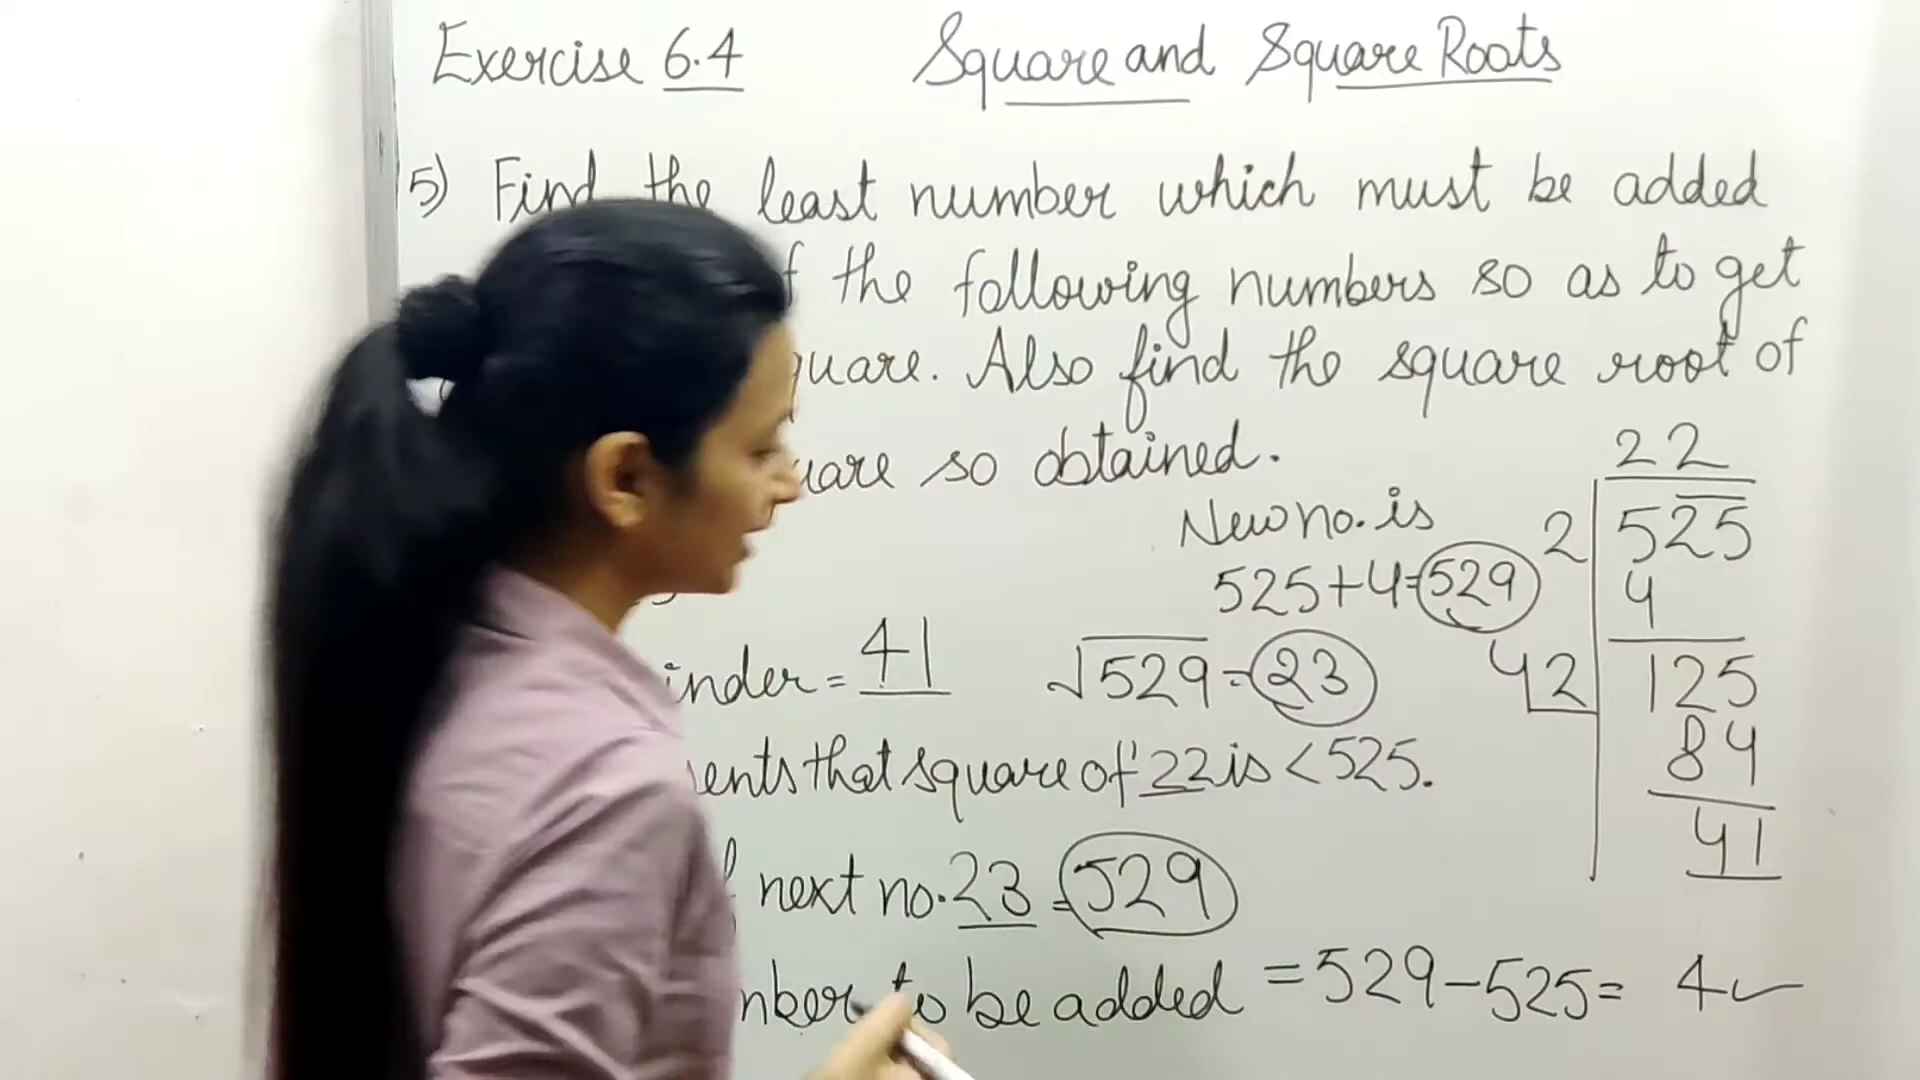 Exercise 6.4 Square and Square Roots
5) Find the least number which must be added
the following numbers so as to get
quare. Also find the square root of
uare so obtained.
New no. is
525+4=529
inder = 41
√529=23
ents that square of 22 is <525.
next no. 23 = 529
mber to be added = 529-525= 4
22
2 525
4
42 125
84
41